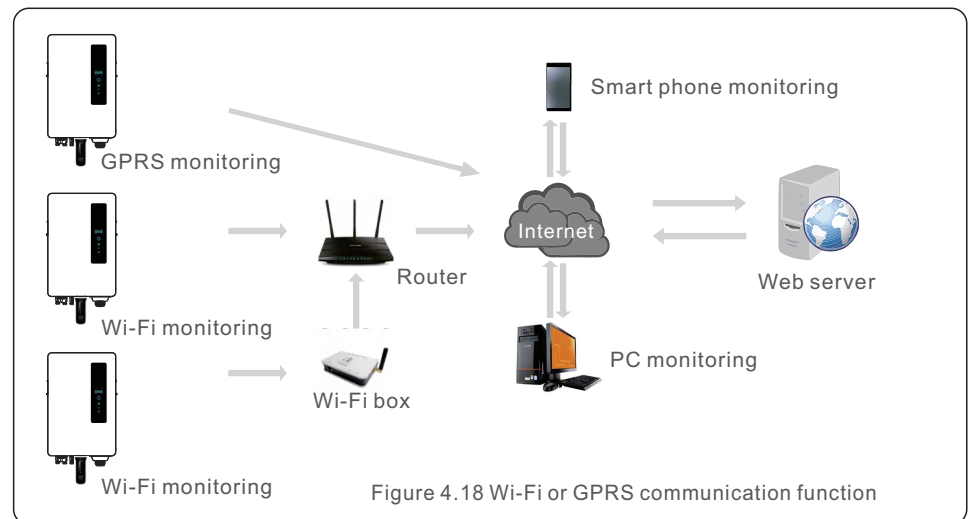 Smart phone monitoring
GPRS monitoring
Internet
Router
Web server
Wi-Fi monitoring
PC monitoring
Wi-Fi box
Wi-Fi monitoring
Figure 4.18 Wi-Fi or GPRS communication function